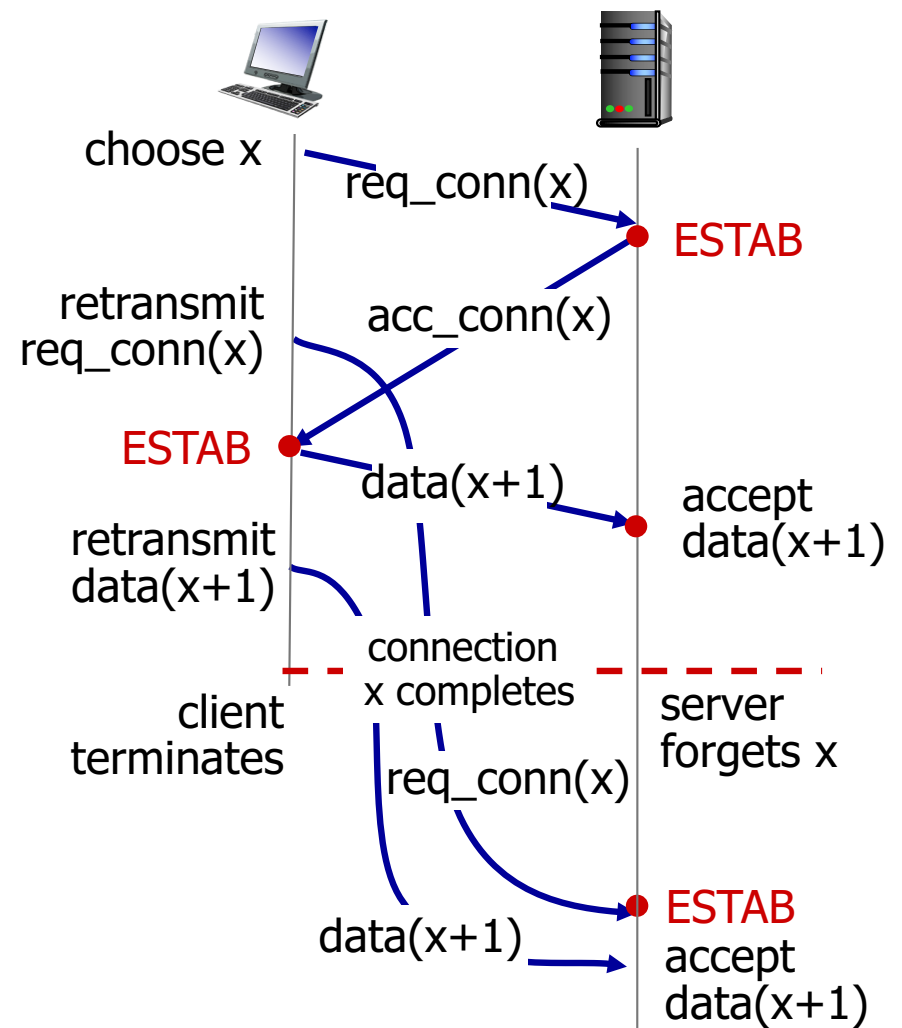 choose x
req_conn(x)
ESTAB
retransmit
req_conn(x)
acc_conn(x)
ESTAB
data(x+1)
accept
data(x+1)
retransmit
data(x+1)
connection
x completes
client
terminates
server
forgets x
req_conn(x)
ESTAB
data(x+1)
accept
data(x+1)